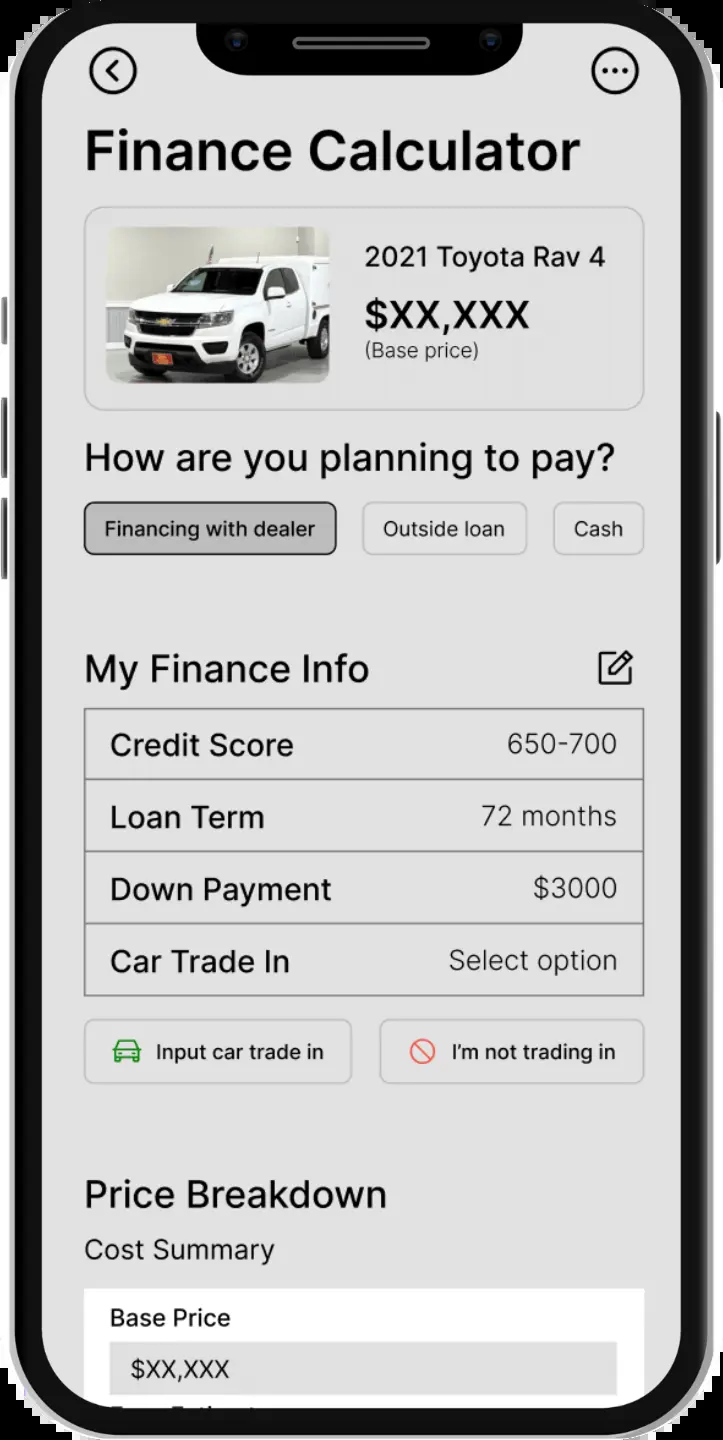 Finance Calculator
2021 Toyota Rav 4
$XX,XXX
(Base price)
How are you planning to pay?
Financing with dealer
Outside loan
Cash
My Finance Info
Credit Score 650-700
Loan Term 72 months
Down Payment $3000
Car Trade In Select option
Input car trade in
I'm not trading in
Price Breakdown
Cost Summary
Base Price
$XX,XXX